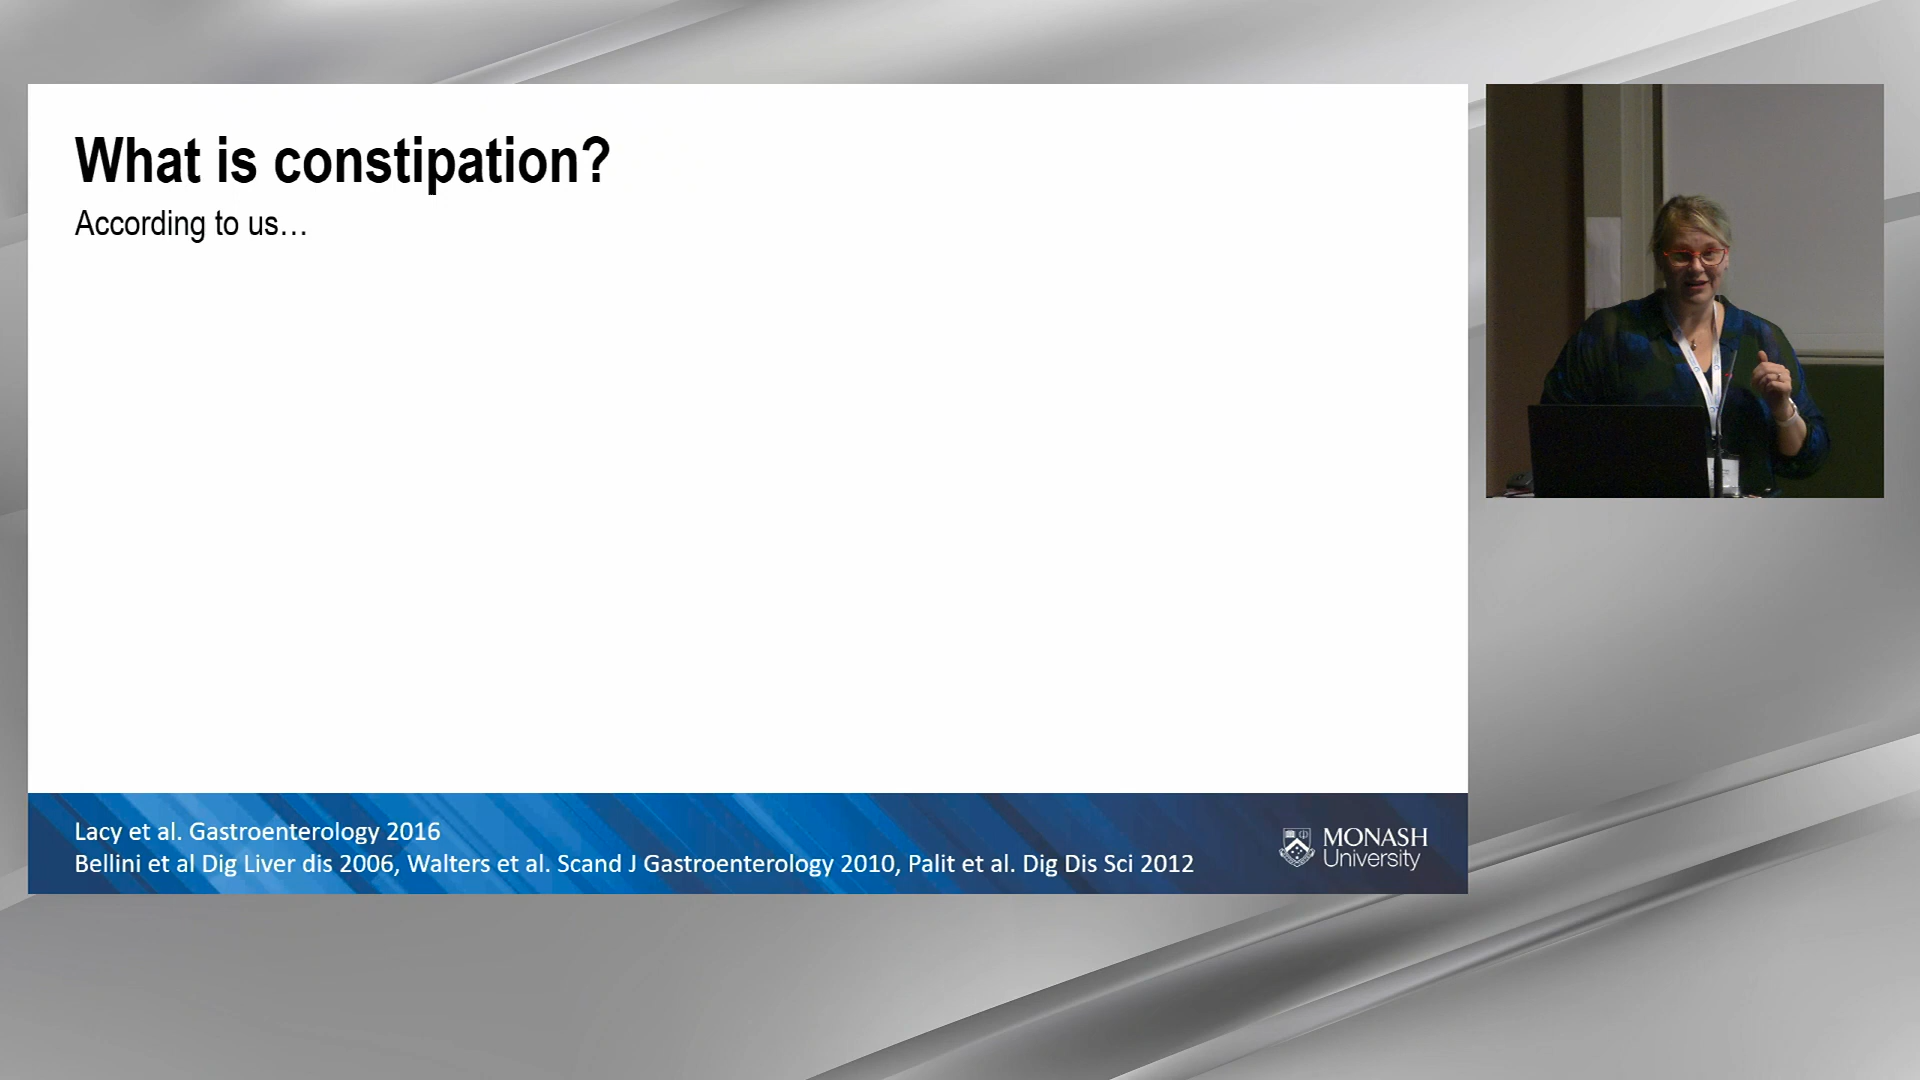 What is constipation?
According to us…
Lacy et al. Gastroenterology 2016
Bellini et al Dig Liver dis 2006, Walters et al. Scand J Gastroenterology 2010, Palit et al. Dig Dis Sci 2012
MONASH
University